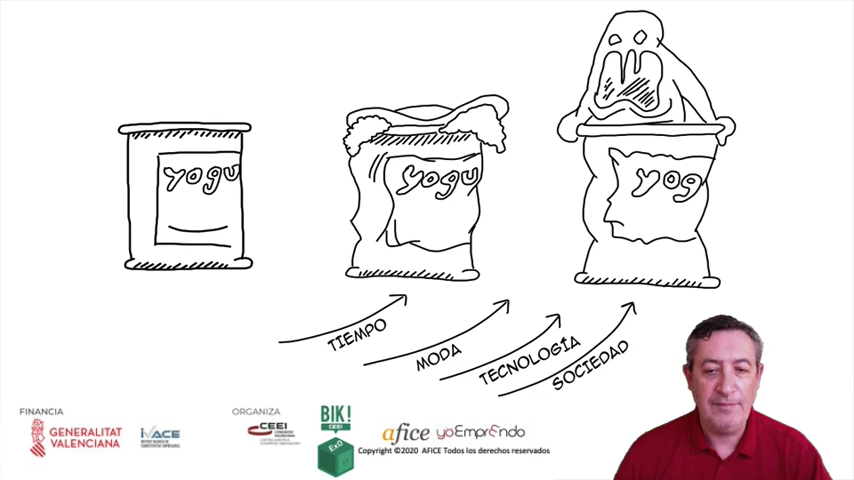 yogu
yogu
yog
TIEMPO
MODA
TECNOLOGÍA
SOCIEDAD
FINANCIA
GENERALITAT
VALENCIANA
IVACE
ORGANIZA
CEEI
BIK!
CEEI
ExO
afice
yoEmprEndo
Copyright ©2020 AFICE Todos los derechos reservados